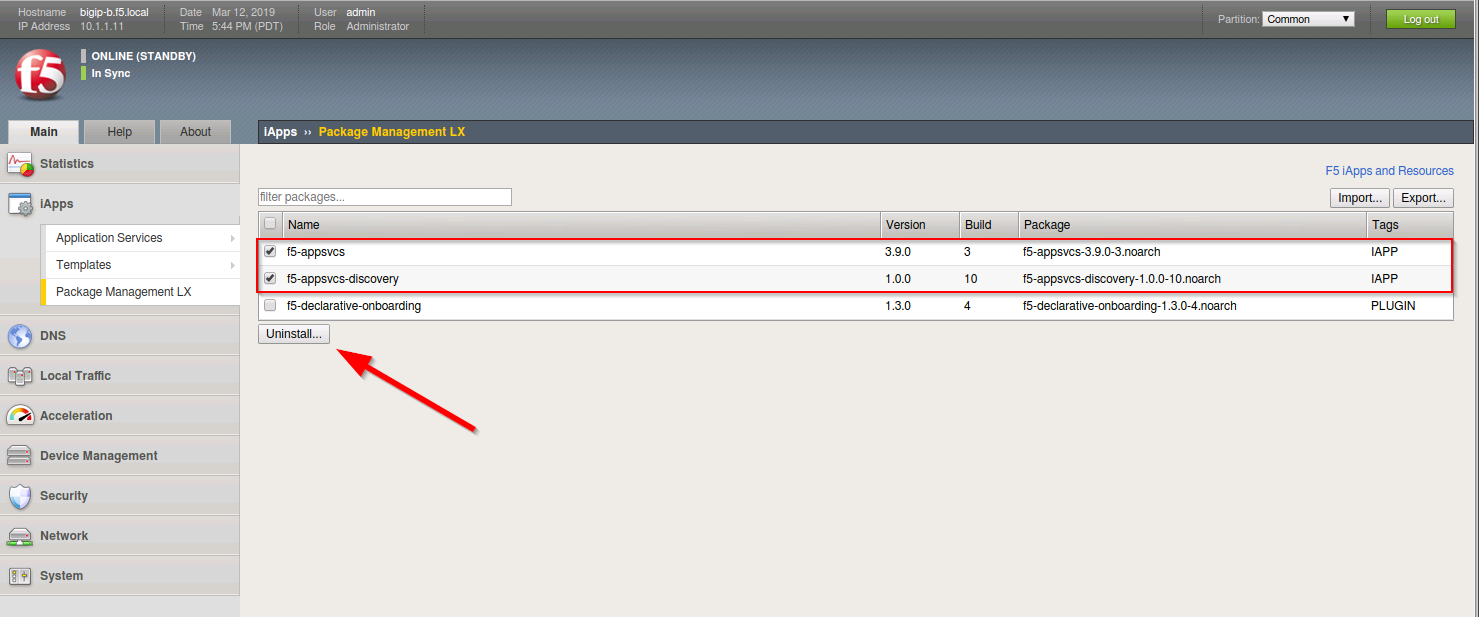 Hostname bigip-b.f5.local Date Mar 12, 2019 User admin
IP Address 10.1.1.11 Time 5:44 PM (PDT) Role Administrator
Partition: Common Log out
f5
ONLINE (STANDBY)
In Sync
Main Help About
iApps ›› Package Management LX
Statistics
iApps
Application Services
Templates
Package Management LX
DNS
Local Traffic
Acceleration
Device Management
Security
Network
System
F5 iApps and Resources
filter packages...
Import... Export...
Name Version Build Package Tags
f5-appsvcs 3.9.0 3 f5-appsvcs-3.9.0-3.noarch IAPP
f5-appsvcs-discovery 1.0.0 10 f5-appsvcs-discovery-1.0.0-10.noarch IAPP
f5-declarative-onboarding 1.3.0 4 f5-declarative-onboarding-1.3.0-4.noarch PLUGIN
Uninstall...